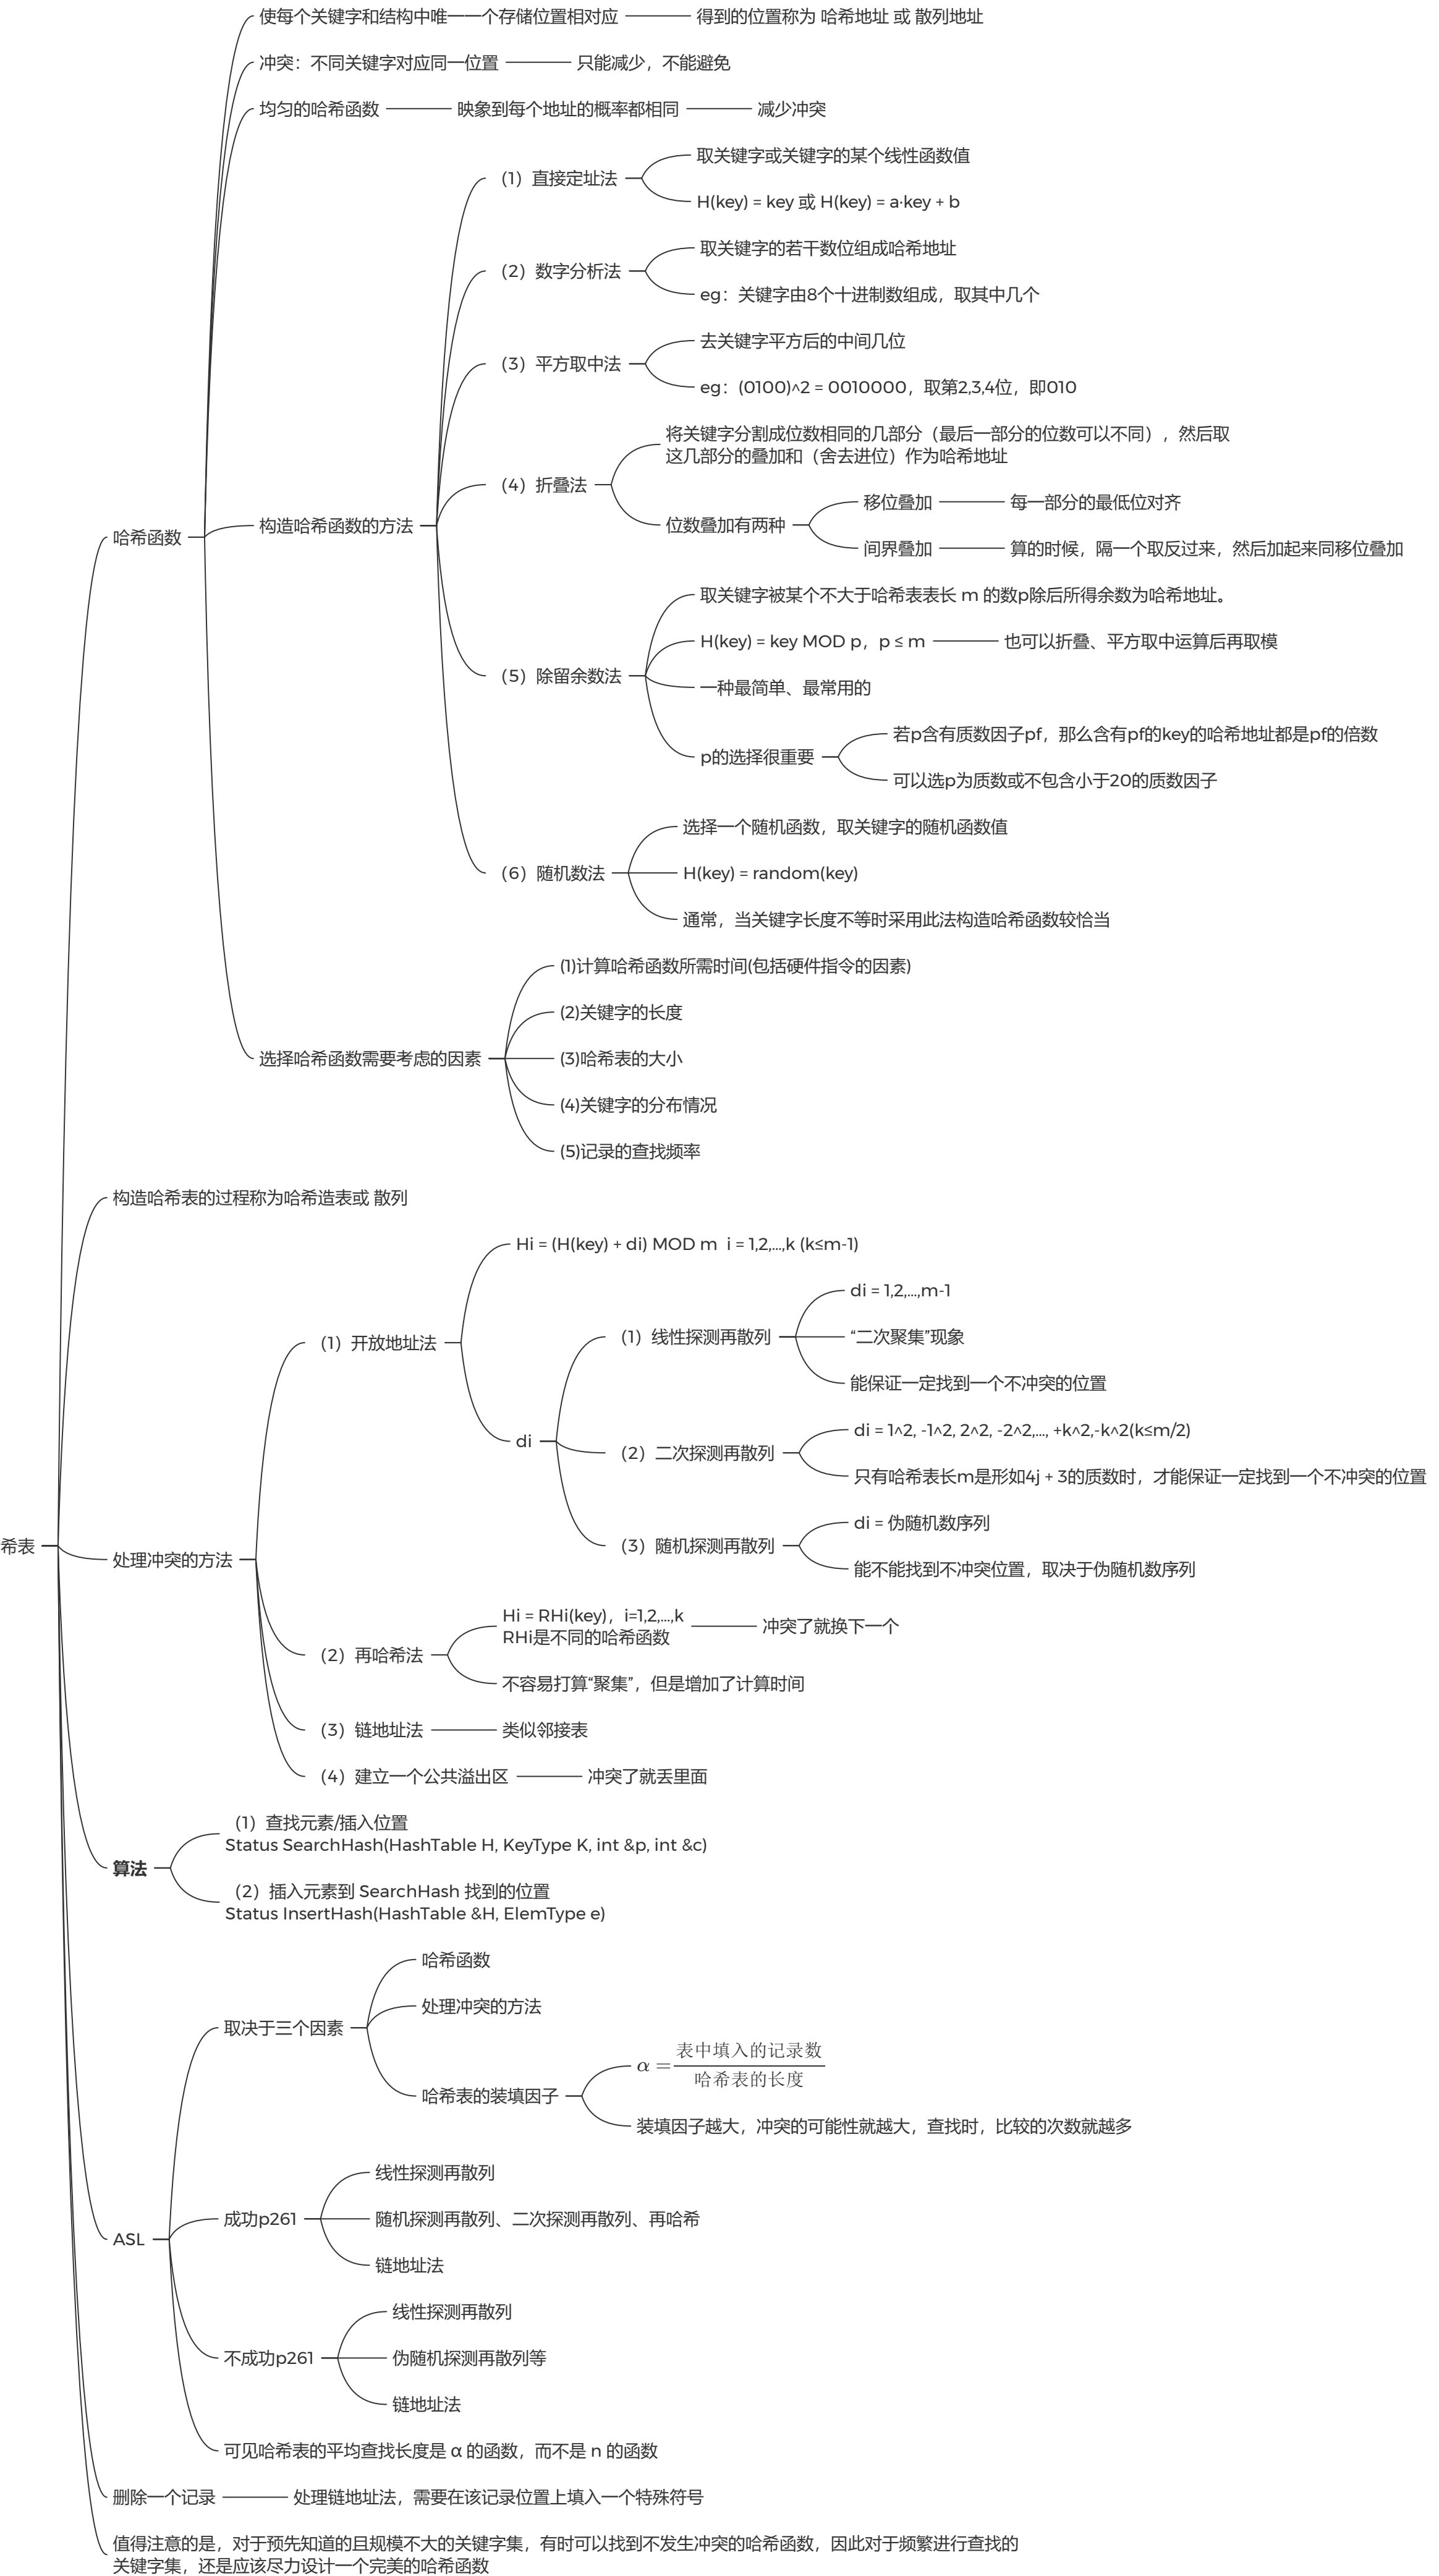 使每个关键字和结构中唯一一个存储位置相对应
得到的位置称为 哈希地址 或 散列地址
冲突：不同关键字对应同一位置
只能减少，不能避免
均匀的哈希函数
映象到每个地址的概率都相同
减少冲突
取关键字或关键字的某个线性函数值
（1）直接定址法
H(key) = key 或 H(key) = a·key + b
取关键字的若干数位组成哈希地址
（2）数字分析法
eg：关键字由8个十进制数组成，取其中几个
去关键字平方后的中间几位
（3）平方取中法
eg：(0100)^2 = 0010000，取第2,3,4位，即010
将关键字分割成位数相同的几部分（最后一部分的位数可以不同），然后取
这几部分的叠加和（舍去进位）作为哈希地址
（4）折叠法
移位叠加
每一部分的最低位对齐
位数叠加有两种
哈希函数
构造哈希函数的方法
间界叠加
算的时候，隔一个取反过来，然后加起来同移位叠加
取关键字被某个不大于哈希表表长 m 的数p除后所得余数为哈希地址。
H(key) = key MOD p，p ≤ m
也可以折叠、平方取中运算后再取模
（5）除留余数法
一种最简单、最常用的
若p含有质数因子pf，那么含有pf的key的哈希地址都是pf的倍数
p的选择很重要
可以选p为质数或不包含小于20的质数因子
选择一个随机函数，取关键字的随机函数值
（6）随机数法
H(key) = random(key)
通常，当关键字长度不等时采用此法构造哈希函数较恰当
(1)计算哈希函数所需时间(包括硬件指令的因素)
(2)关键字的长度
选择哈希函数需要考虑的因素
(3)哈希表的大小
(4)关键字的分布情况
(5)记录的查找频率
构造哈希表的过程称为哈希造表或 散列
Hi = (H(key) + di) MOD m  i = 1,2,...,k (k≤m-1)
di = 1,2,...,m-1
（1）开放地址法
（1）线性探测再散列
“二次聚集”现象
能保证一定找到一个不冲突的位置
di
di = 1^2, -1^2, 2^2, -2^2,..., +k^2,-k^2(k≤m/2)
（2）二次探测再散列
只有哈希表长m是形如4j + 3的质数时，才能保证一定找到一个不冲突的位置
di = 伪随机数序列
（3）随机探测再散列
能不能找到不冲突位置，取决于伪随机数序列
希表
处理冲突的方法
Hi = RHi(key)，i=1,2,...,k
RHi是不同的哈希函数
冲突了就换下一个
（2）再哈希法
不容易打算“聚集”，但是增加了计算时间
（3）链地址法
类似邻接表
（4）建立一个公共溢出区
冲突了就丢里面
（1）查找元素/插入位置
Status SearchHash(HashTable H, KeyType K, int &p, int &c)
算法
（2）插入元素到 SearchHash 找到的位置
Status InsertHash(HashTable &H, ElemType e)
哈希函数
处理冲突的方法
取决于三个因素
表中填入的记录数
α =
哈希表的长度
哈希表的装填因子
装填因子越大，冲突的可能性就越大，查找时，比较的次数就越多
线性探测再散列
成功p261
随机探测再散列、二次探测再散列、再哈希
ASL
链地址法
线性探测再散列
不成功p261
伪随机探测再散列等
链地址法
可见哈希表的平均查找长度是 α 的函数，而不是 n 的函数
删除一个记录
处理链地址法，需要在该记录位置上填入一个特殊符号
值得注意的是，对于预先知道的且规模不大的关键字集，有时可以找到不发生冲突的哈希函数，因此对于频繁进行查找的
关键字集，还是应该尽力设计一个完美的哈希函数